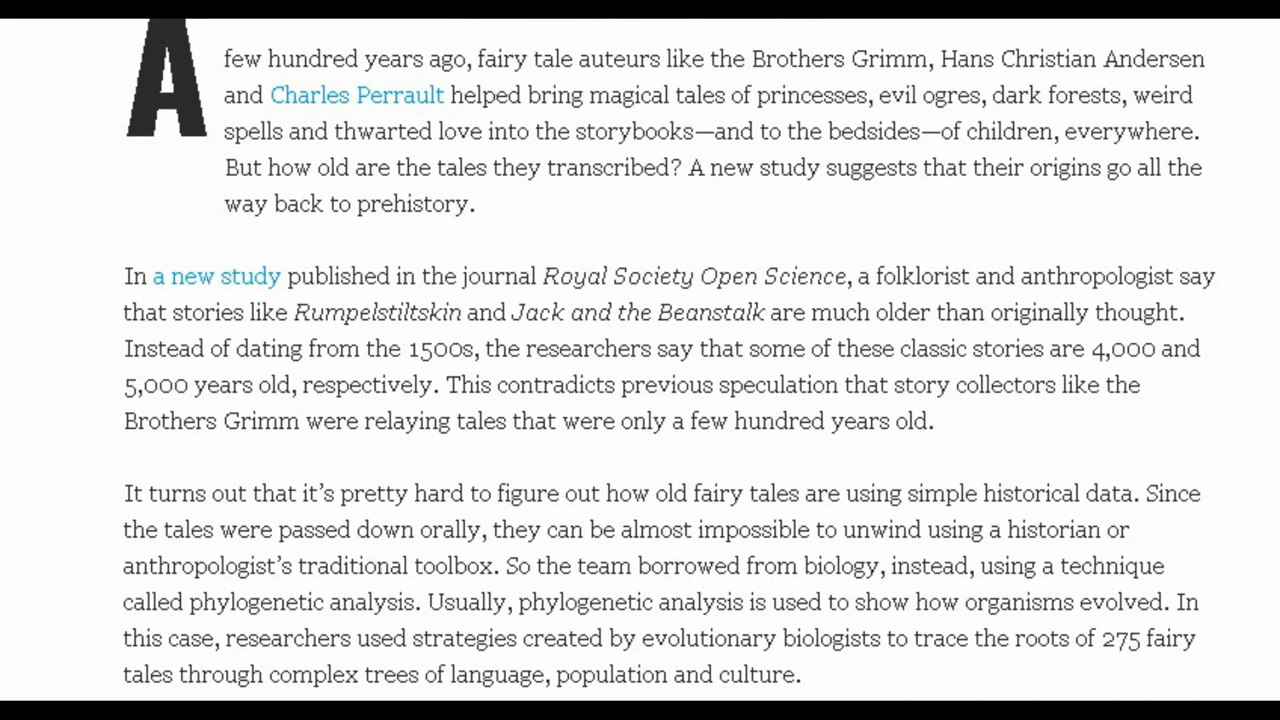 A few hundred years ago, fairy tale auteurs like the Brothers Grimm, Hans Christian Andersen
and Charles Perrault helped bring magical tales of princesses, evil ogres, dark forests, weird
spells and thwarted love into the storybooks—and to the bedsides—of children, everywhere.
But how old are the tales they transcribed? A new study suggests that their origins go all the
way back to prehistory.
In a new study published in the journal Royal Society Open Science, a folklorist and anthropologist say
that stories like Rumpelstiltskin and Jack and the Beanstalk are much older than originally thought.
Instead of dating from the 1500s, the researchers say that some of these classic stories are 4,000 and
5,000 years old, respectively. This contradicts previous speculation that story collectors like the
Brothers Grimm were relaying tales that were only a few hundred years old.
It turns out that it’s pretty hard to figure out how old fairy tales are using simple historical data. Since
the tales were passed down orally, they can be almost impossible to unwind using a historian or
anthropologist’s traditional toolbox. So the team borrowed from biology, instead, using a technique
called phylogenetic analysis. Usually, phylogenetic analysis is used to show how organisms evolved. In
this case, researchers used strategies created by evolutionary biologists to trace the roots of 275 fairy
tales through complex trees of language, population and culture.